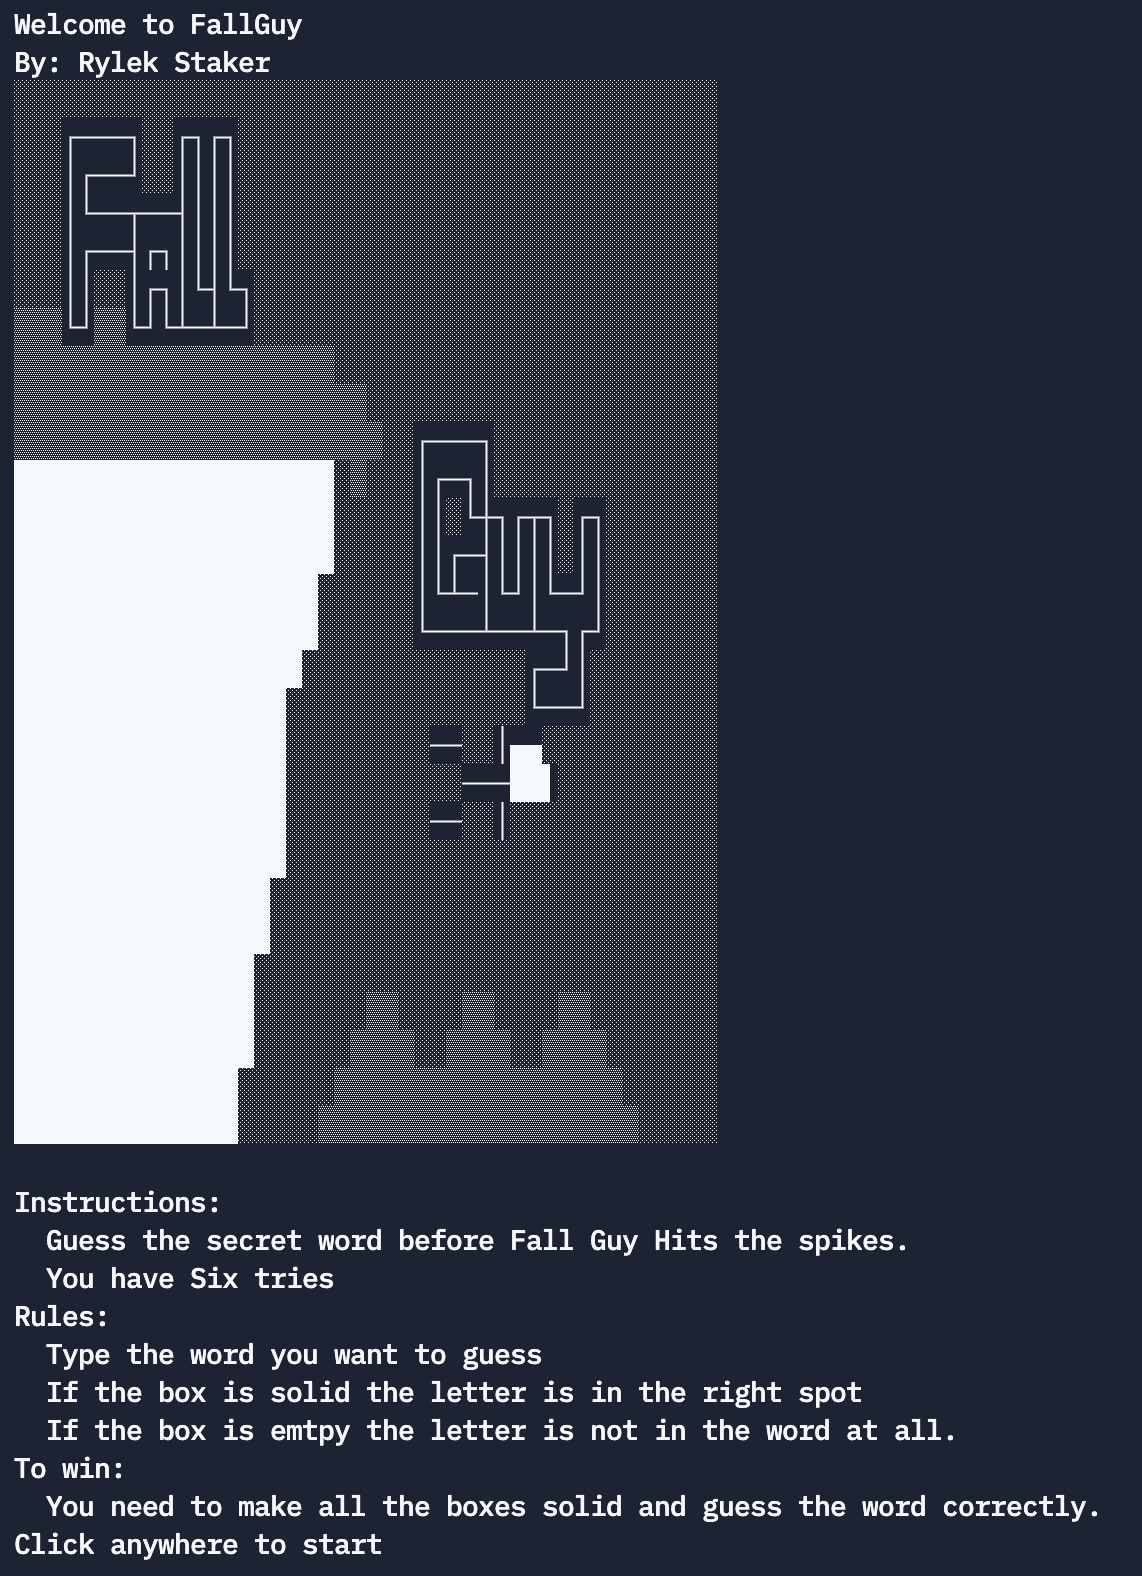 Welcome to FallGuy
By: Rylek Staker
Fall
Guy
Instructions:
Guess the secret word before Fall Guy Hits the spikes.
You have Six tries
Rules:
Type the word you want to guess
If the box is solid the letter is in the right spot
If the box is emtpy the letter is not in the word at all.
To win:
You need to make all the boxes solid and guess the word correctly.
Click anywhere to start